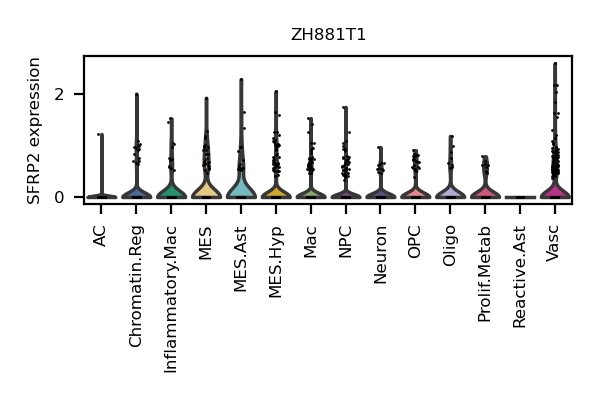 ZH881T1
SFRP2 expression
2
0
AC
Chromatin.Reg
Inflammatory.Mac
MES
MES.Ast
MES.Hyp
Mac
NPC
Neuron
OPC
Oligo
Prolif.Metab
Reactive.Ast
Vasc